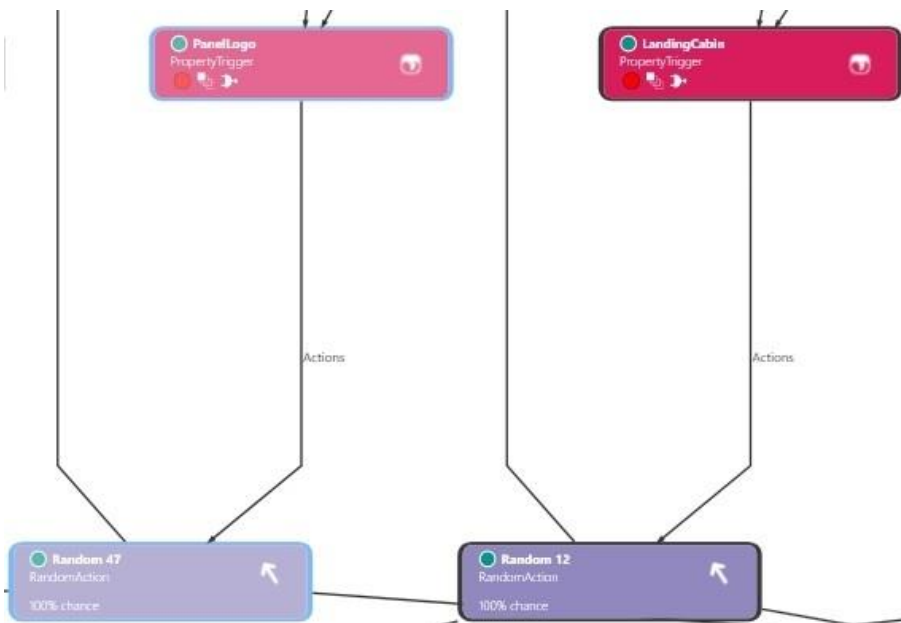 PanelLogo
PropertyTrigger
LandingCabin
PropertyTrigger
Actions
Actions
Random 47
RandomAction
100% chance
Random 12
RandomAction
100% chance